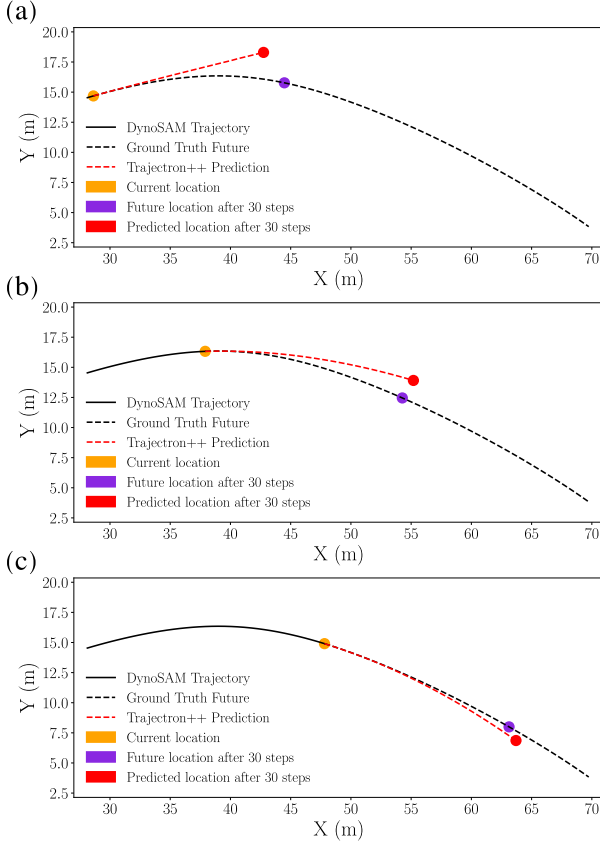 (a)
20.0
17.5
15.0
12.5
10.0
7.5
5.0
2.5
Y (m)
DynoSAM Trajectory
Ground Truth Future
Trajectron++ Prediction
Current location
Future location after 30 steps
Predicted location after 30 steps
30 35 40 45 50 55 60 65 70
X (m)
(b)
20.0
17.5
15.0
12.5
10.0
7.5
5.0
2.5
Y (m)
DynoSAM Trajectory
Ground Truth Future
Trajectron++ Prediction
Current location
Future location after 30 steps
Predicted location after 30 steps
30 35 40 45 50 55 60 65 70
X (m)
(c)
20.0
17.5
15.0
12.5
10.0
7.5
5.0
2.5
Y (m)
DynoSAM Trajectory
Ground Truth Future
Trajectron++ Prediction
Current location
Future location after 30 steps
Predicted location after 30 steps
30 35 40 45 50 55 60 65 70
X (m)